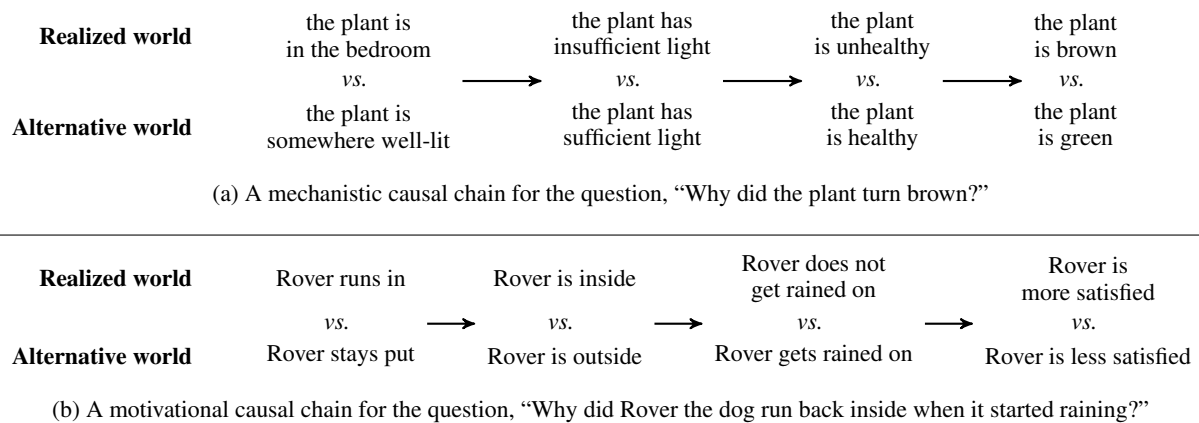 Realized world
the plant is
in the bedroom
the plant has
insufficient light
the plant
is unhealthy
the plant
is brown
vs.
vs.
vs.
vs.
Alternative world
the plant is
somewhere well-lit
the plant has
sufficient light
the plant
is healthy
the plant
is green
(a) A mechanistic causal chain for the question, “Why did the plant turn brown?”
Realized world
Rover runs in
Rover is inside
Rover does not
get rained on
Rover is
more satisfied
vs.
vs.
vs.
vs.
Alternative world
Rover stays put
Rover is outside
Rover gets rained on
Rover is less satisfied
(b) A motivational causal chain for the question, “Why did Rover the dog run back inside when it started raining?”